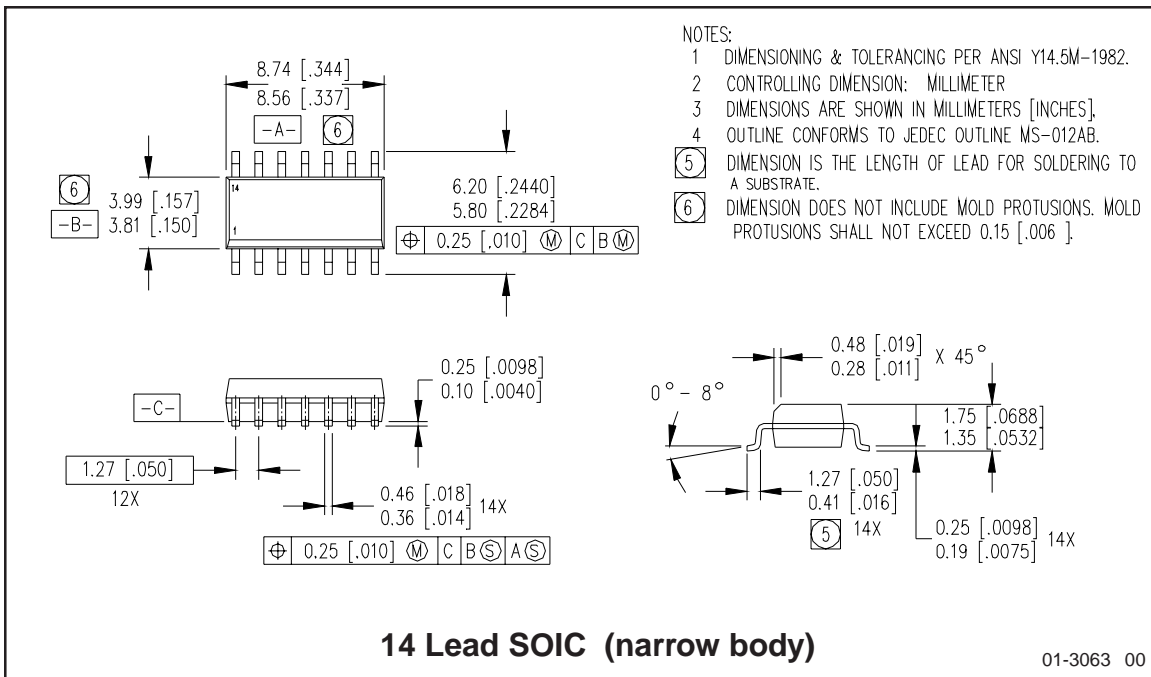 NOTES:
1 DIMENSIONING & TOLERANCING PER ANSI Y14.5M-1982.
2 CONTROLLING DIMENSION: MILLIMETER
3 DIMENSIONS ARE SHOWN IN MILLIMETERS [INCHES].
4 OUTLINE CONFORMS TO JEDEC OUTLINE MS-012AB.
5 DIMENSION IS THE LENGTH OF LEAD FOR SOLDERING TO
A SUBSTRATE.
6 DIMENSION DOES NOT INCLUDE MOLD PROTUSIONS. MOLD
PROTUSIONS SHALL NOT EXCEED 0.15 [.006 ].
8.74 [.344]
8.56 [.337]
-A- 6
6
3.99 [.157]
-B- 3.81 [.150]
14
1
6.20 [.2440]
5.80 [.2284]
⌖ 0.25 [.010] Ⓜ C B Ⓜ
0.25 [.0098]
0.10 [.0040]
-C-
1.27 [.050]
12X
0.46 [.018]
0.36 [.014] 14X
⌖ 0.25 [.010] Ⓜ C B Ⓢ A Ⓢ
0.48 [.019]
0.28 [.011] X 45°
0° - 8°
1.75 [.0688]
1.35 [.0532]
1.27 [.050]
0.41 [.016]
5 14X
0.25 [.0098]
0.19 [.0075] 14X
14 Lead SOIC (narrow body)
01-3063 00